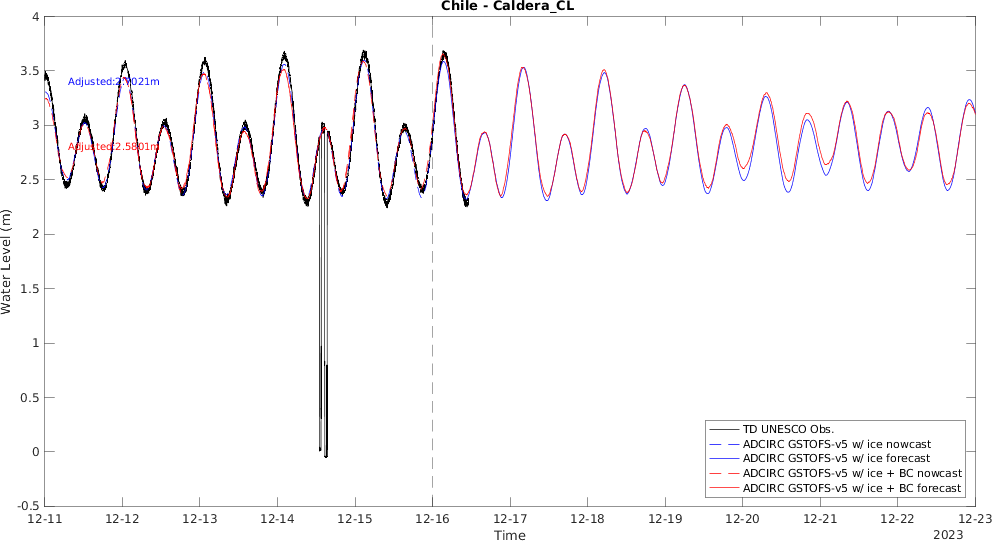 Chile - Caldera_CL
4
3.5
3
2.5
2
1.5
1
0.5
0
-0.5
Water Level (m)
Adjusted:2.7021m
Adjusted:2.5801m
TD UNESCO Obs.
ADCIRC GSTOFS-v5 w/ ice nowcast
ADCIRC GSTOFS-v5 w/ ice forecast
ADCIRC GSTOFS-v5 w/ ice + BC nowcast
ADCIRC GSTOFS-v5 w/ ice + BC forecast
12-11 12-12 12-13 12-14 12-15 12-16 12-17 12-18 12-19 12-20 12-21 12-22 12-23
Time
2023